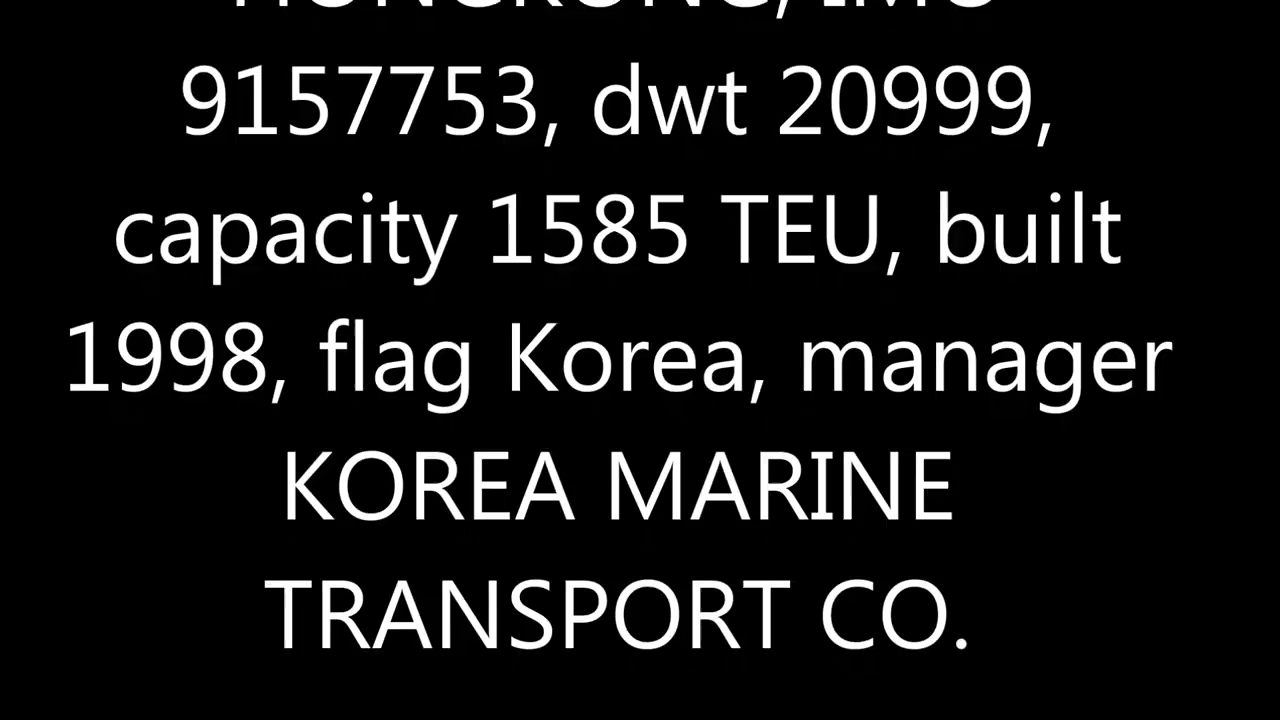 HONGKONG, IMO
9157753, dwt 20999,
capacity 1585 TEU, built
1998, flag Korea, manager
KOREA MARINE
TRANSPORT CO.